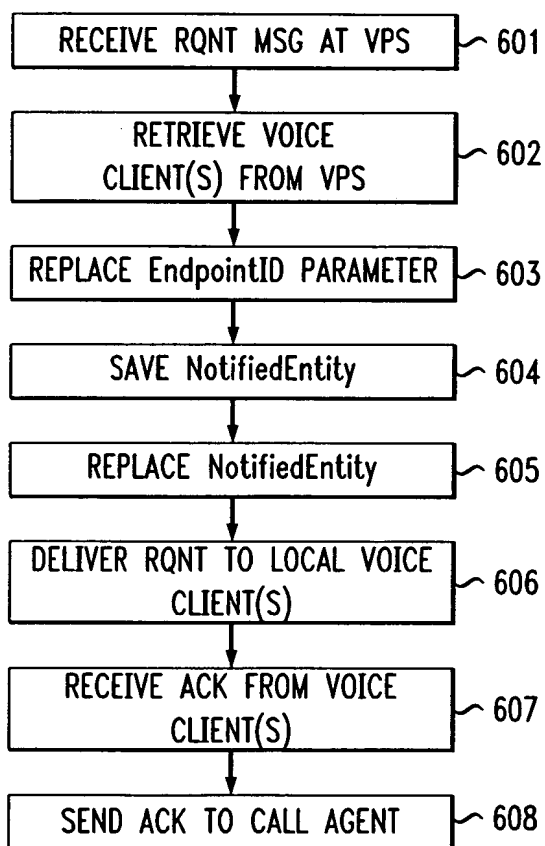 RECEIVE RQNT MSG AT VPS 601
RETRIEVE VOICE
CLIENT(S) FROM VPS 602
REPLACE EndpointID PARAMETER 603
SAVE NotifiedEntity 604
REPLACE NotifiedEntity 605
DELIVER RQNT TO LOCAL VOICE
CLIENT(S) 606
RECEIVE ACK FROM VOICE
CLIENT(S) 607
SEND ACK TO CALL AGENT 608